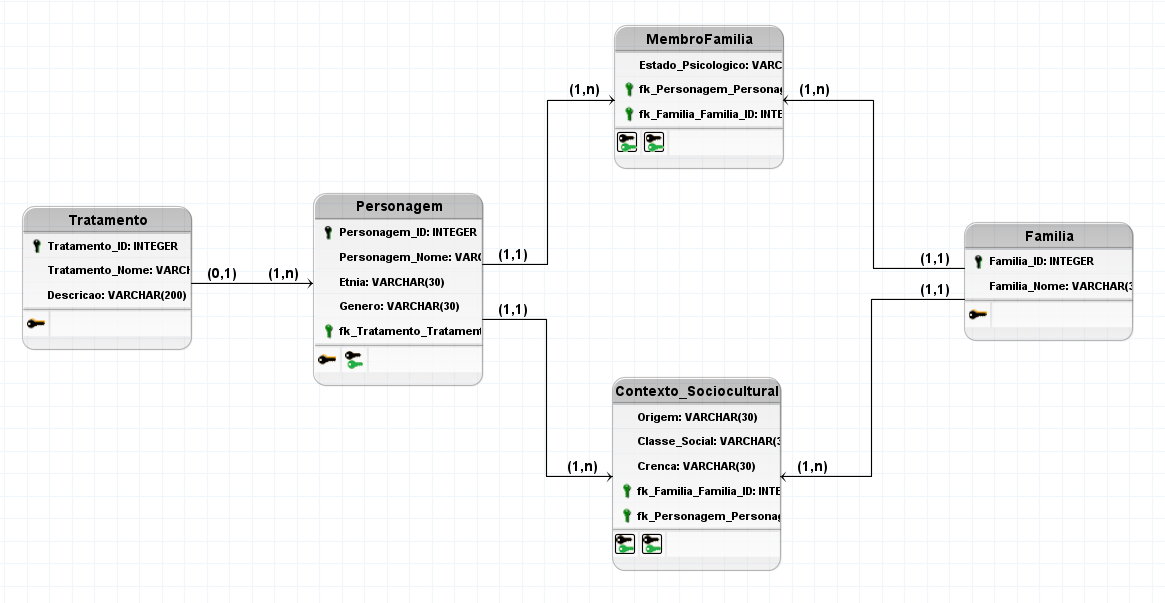 MembroFamilia
Estado_Psicologico: VARC
fk_Personagem_Personag
fk_Familia_Familia_ID: INTE
(1,n)
(1,n)
Tratamento
Tratamento_ID: INTEGER
Tratamento_Nome: VARCH
Descricao: VARCHAR(200)
(0,1)
(1,n)
Personagem
Personagem_ID: INTEGER
Personagem_Nome: VARC
Etnia: VARCHAR(30)
Genero: VARCHAR(30)
fk_Tratamento_Tratament
(1,1)
(1,1)
Familia
Familia_ID: INTEGER
Familia_Nome: VARCHAR(3
(1,1)
(1,1)
Contexto_Sociocultural
Origem: VARCHAR(30)
Classe_Social: VARCHAR(3
Crenca: VARCHAR(30)
fk_Familia_Familia_ID: INTE
fk_Personagem_Personag
(1,n)
(1,n)